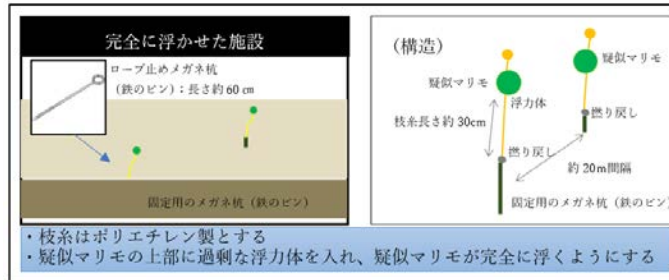 完全に浮かせた施設
ロープ止めメガネ杭
(鉄のピン):長さ約60㎝
固定用のメガネ杭(鉄のピン)
(構造)
疑似マリモ
疑似マリモ
浮力体
枝糸長さ約30cm
撚り戻し
撚り戻し
約20m間隔
固定用のメガネ杭(鉄のピン)
・枝糸はポリエチレン製とする
・疑似マリモの上部に過剰な浮力体を入れ、疑似マリモが完全に浮くようにする